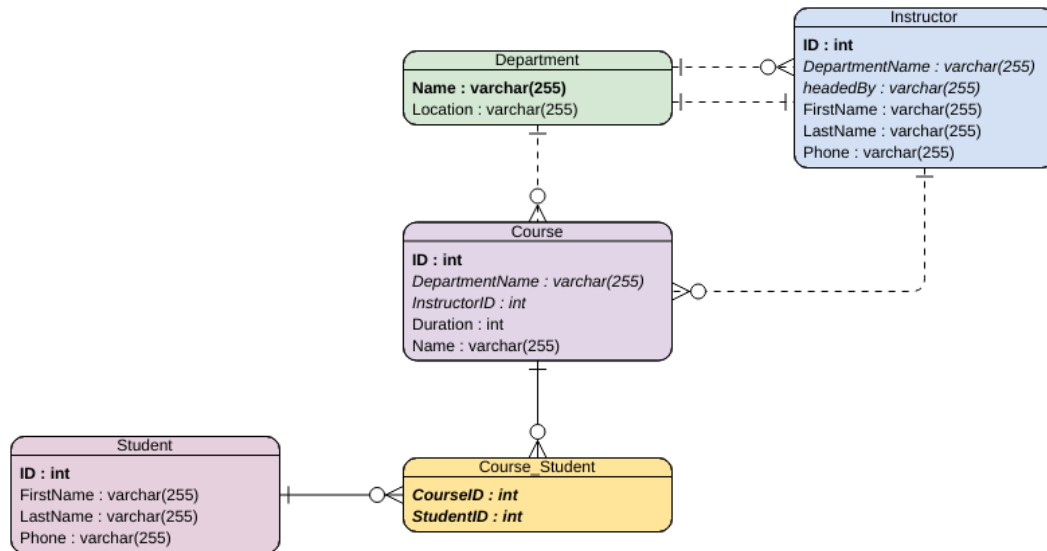 Instructor
ID : int
DepartmentName : varchar(255)
headedBy : varchar(255)
FirstName : varchar(255)
LastName : varchar(255)
Phone : varchar(255)
Department
Name : varchar(255)
Location : varchar(255)
Course
ID : int
DepartmentName : varchar(255)
InstructorID : int
Duration : int
Name : varchar(255)
Student
ID : int
FirstName : varchar(255)
LastName : varchar(255)
Phone : varchar(255)
Course_Student
CourseID : int
StudentID : int